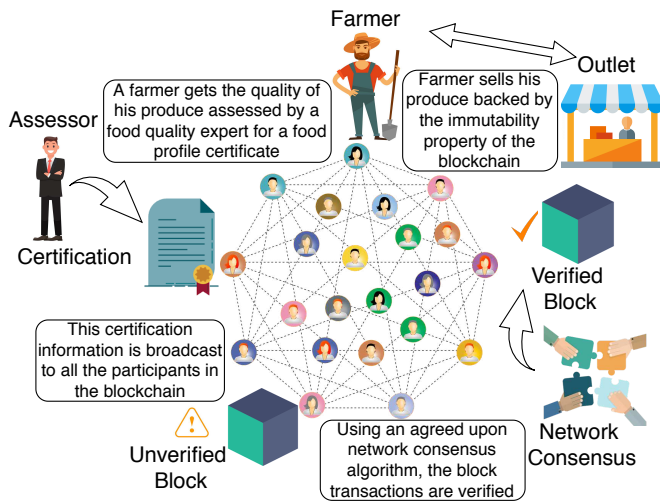 Farmer
Outlet
A farmer gets the quality of
his produce assessed by a
food quality expert for a food
profile certificate
Farmer sells his
produce backed by
the immutability
property of the
blockchain
Assessor
Certification
Verified
Block
This certification
information is broadcast
to all the participants in
the blockchain
Unverified
Block
Using an agreed upon
network consensus
algorithm, the block
transactions are verified
Network
Consensus